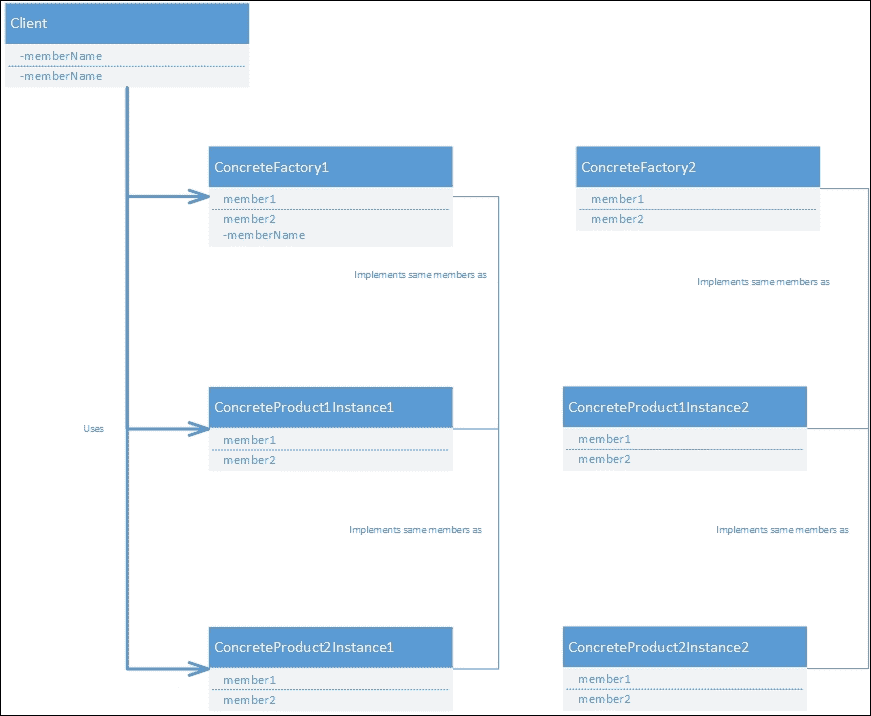 Client
-memberName
-memberName
ConcreteFactory1
member1
member2
-memberName
ConcreteFactory2
member1
member2
Implements same members as
Implements same members as
Uses
ConcreteProduct1Instance1
member1
member2
ConcreteProduct1Instance2
member1
member2
Implements same members as
Implements same members as
ConcreteProduct2Instance1
member1
member2
ConcreteProduct2Instance2
member1
member2